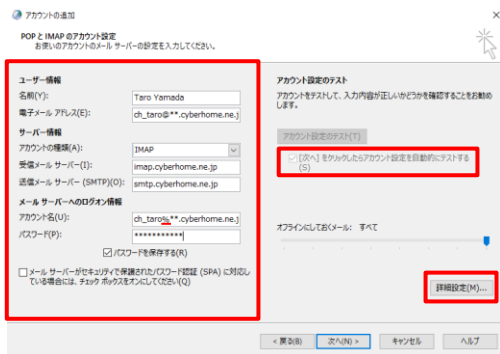 アカウントの追加
POP と IMAP のアカウント設定
お使いのアカウントのメール サーバーの設定を入力してください。
ユーザー情報
名前(Y):
Taro Yamada
電子メール アドレス(E):
ch_taro@**.cyberhome.ne.j
サーバー情報
アカウントの種類(A):
IMAP
受信メール サーバー(I):
imap.cyberhome.ne.jp
送信メール サーバー (SMTP)(O):
smtp.cyberhome.ne.jp
メール サーバーへのログオン情報
アカウント名(U):
ch_taro%**.cyberhome.ne.j
パスワード(P):
***********
パスワードを保存する(R)
メール サーバーがセキュリティで保護されたパスワード認証 (SPA) に対応し
ている場合には、チェック ボックスをオンにしてください(Q)
アカウント設定のテスト
アカウントをテストして、入力内容が正しいかどうかを確認することをお勧め
します。
アカウント設定のテスト(T)
[次へ] をクリックしたらアカウント設定を自動的にテストする
(S)
オフラインにしておくメール: すべて
詳細設定(M)...
< 戻る(B)
次へ(N) >
キャンセル
ヘルプ